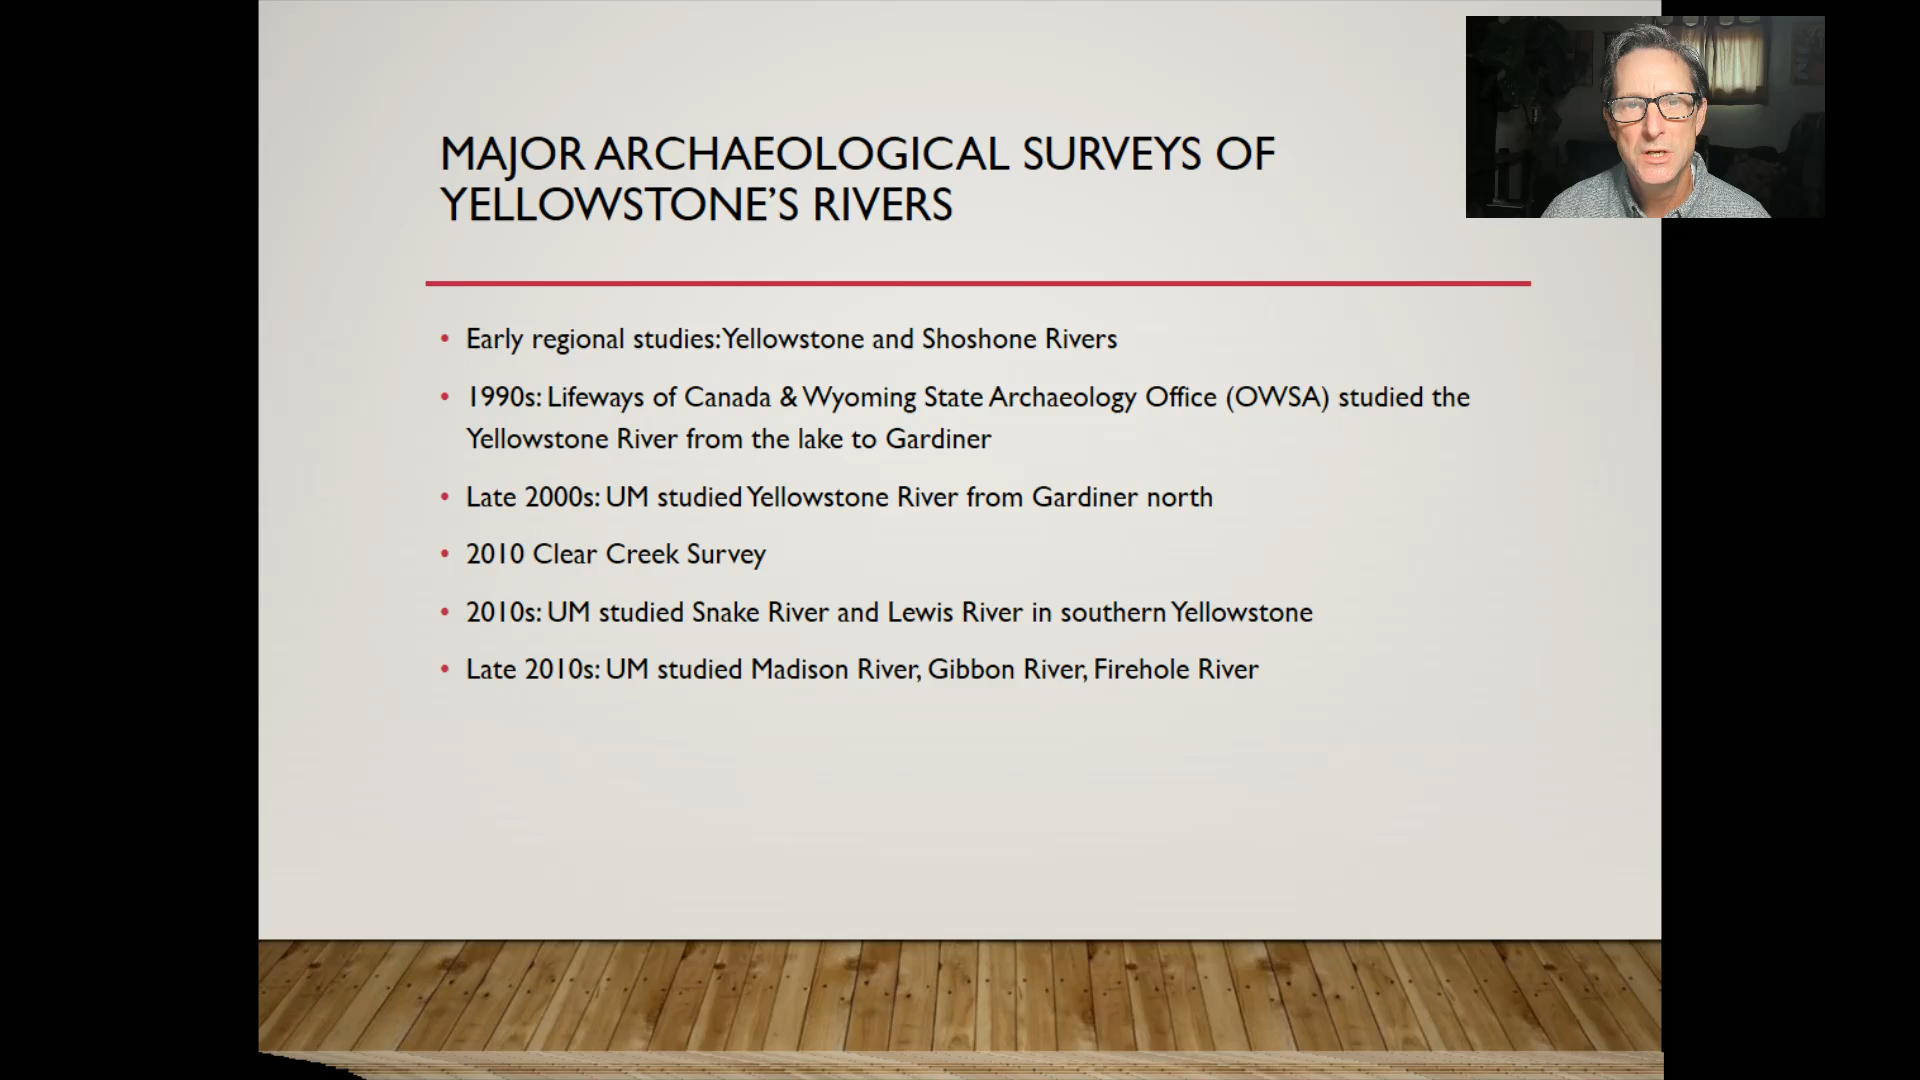 MAJOR ARCHAEOLOGICAL SURVEYS OF
YELLOWSTONE’S RIVERS
• Early regional studies: Yellowstone and Shoshone Rivers
• 1990s: Lifeways of Canada & Wyoming State Archaeology Office (OWSA) studied the
Yellowstone River from the lake to Gardiner
• Late 2000s: UM studied Yellowstone River from Gardiner north
• 2010 Clear Creek Survey
• 2010s: UM studied Snake River and Lewis River in southern Yellowstone
• Late 2010s: UM studied Madison River, Gibbon River, Firehole River